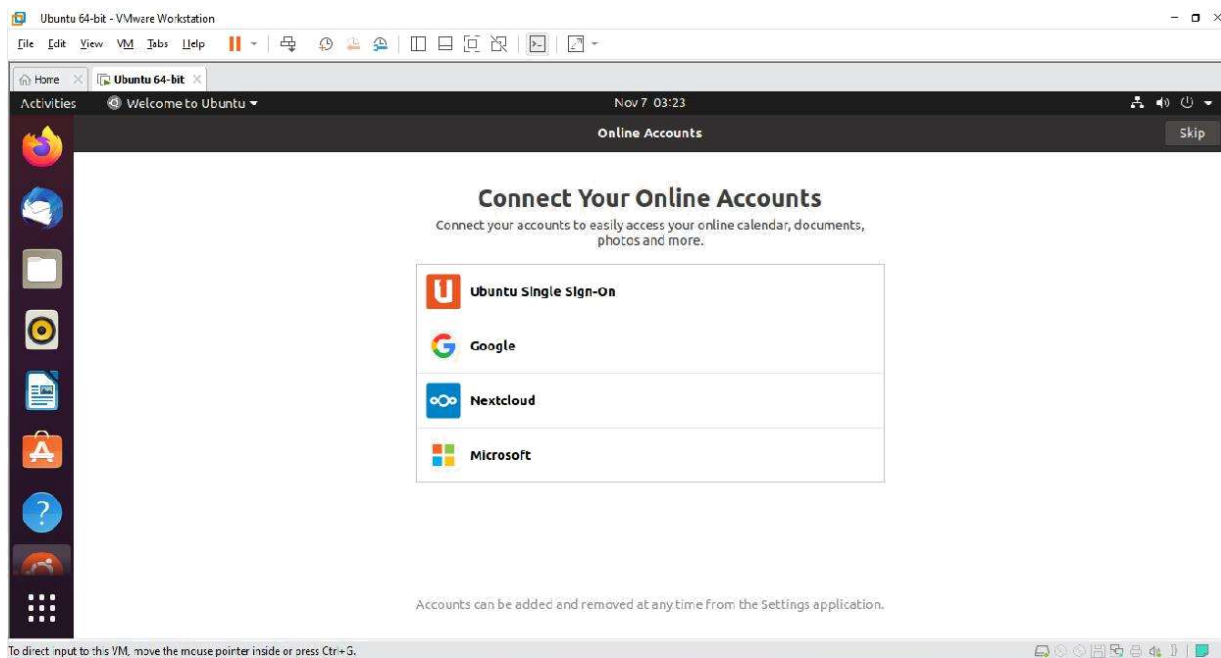 Ubuntu 64-bit - VMware Workstation
File Edit View VM Tabs Help
Home Ubuntu 64-bit
Activities Welcome to Ubuntu Nov 7 03:23
Online Accounts Skip
Connect Your Online Accounts
Connect your accounts to easily access your online calendar, documents,
photos and more.
Ubuntu Single Sign-On
Google
Nextcloud
Microsoft
Accounts can be added and removed at any time from the Settings application.
To direct input to this VM, move the mouse pointer inside or press Ctrl+G.